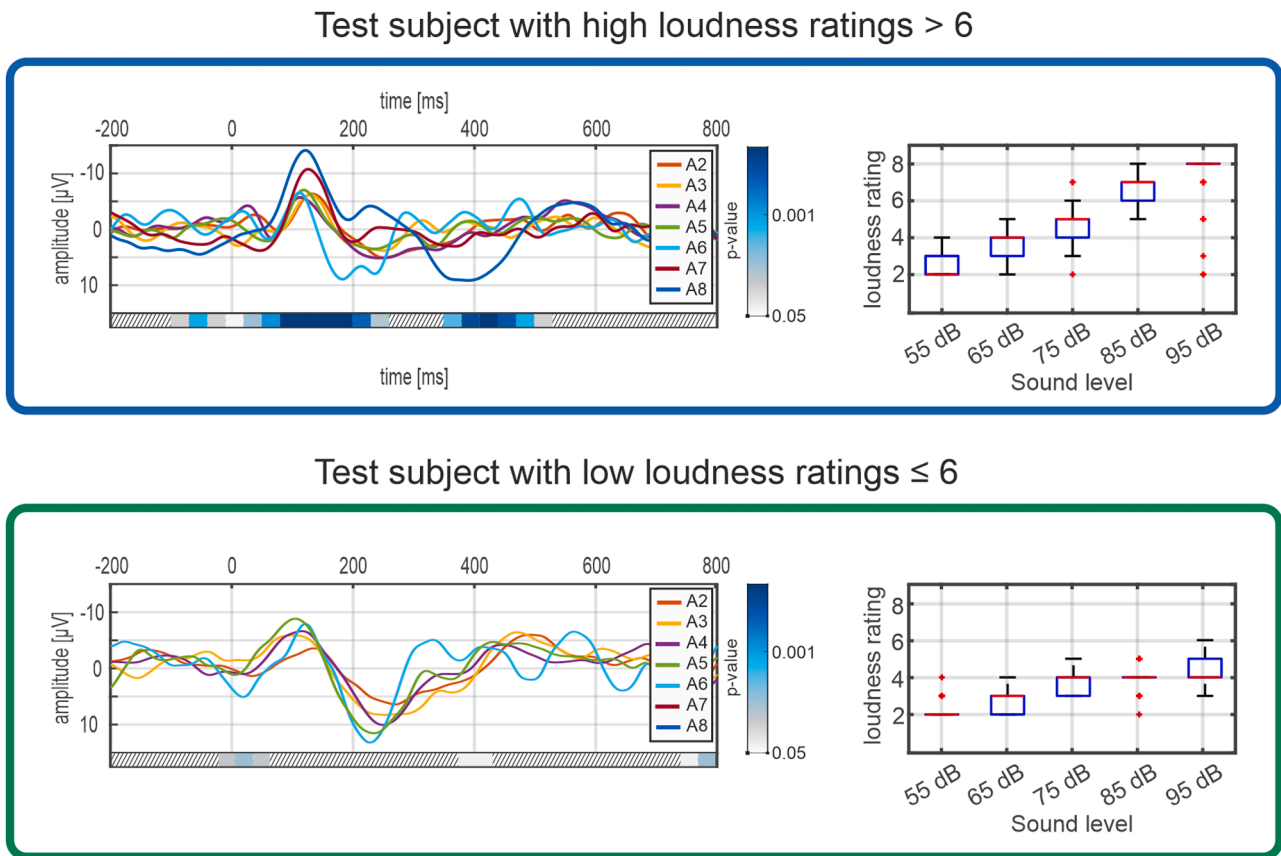 Test subject with high loudness ratings > 6
time [ms]
-200 0 200 400 600 800
amplitude [µV]
-10
0
10
A2
A3
A4
A5
A6
A7
A8
p-value
0.001
0.05
time [ms]
loudness rating
8
6
4
2
55 dB 65 dB 75 dB 85 dB 95 dB
Sound level
Test subject with low loudness ratings ≤ 6
-200 0 200 400 600 800
amplitude [µV]
-10
0
10
A2
A3
A4
A5
A6
A7
A8
p-value
0.001
0.05
loudness rating
8
6
4
2
55 dB 65 dB 75 dB 85 dB 95 dB
Sound level